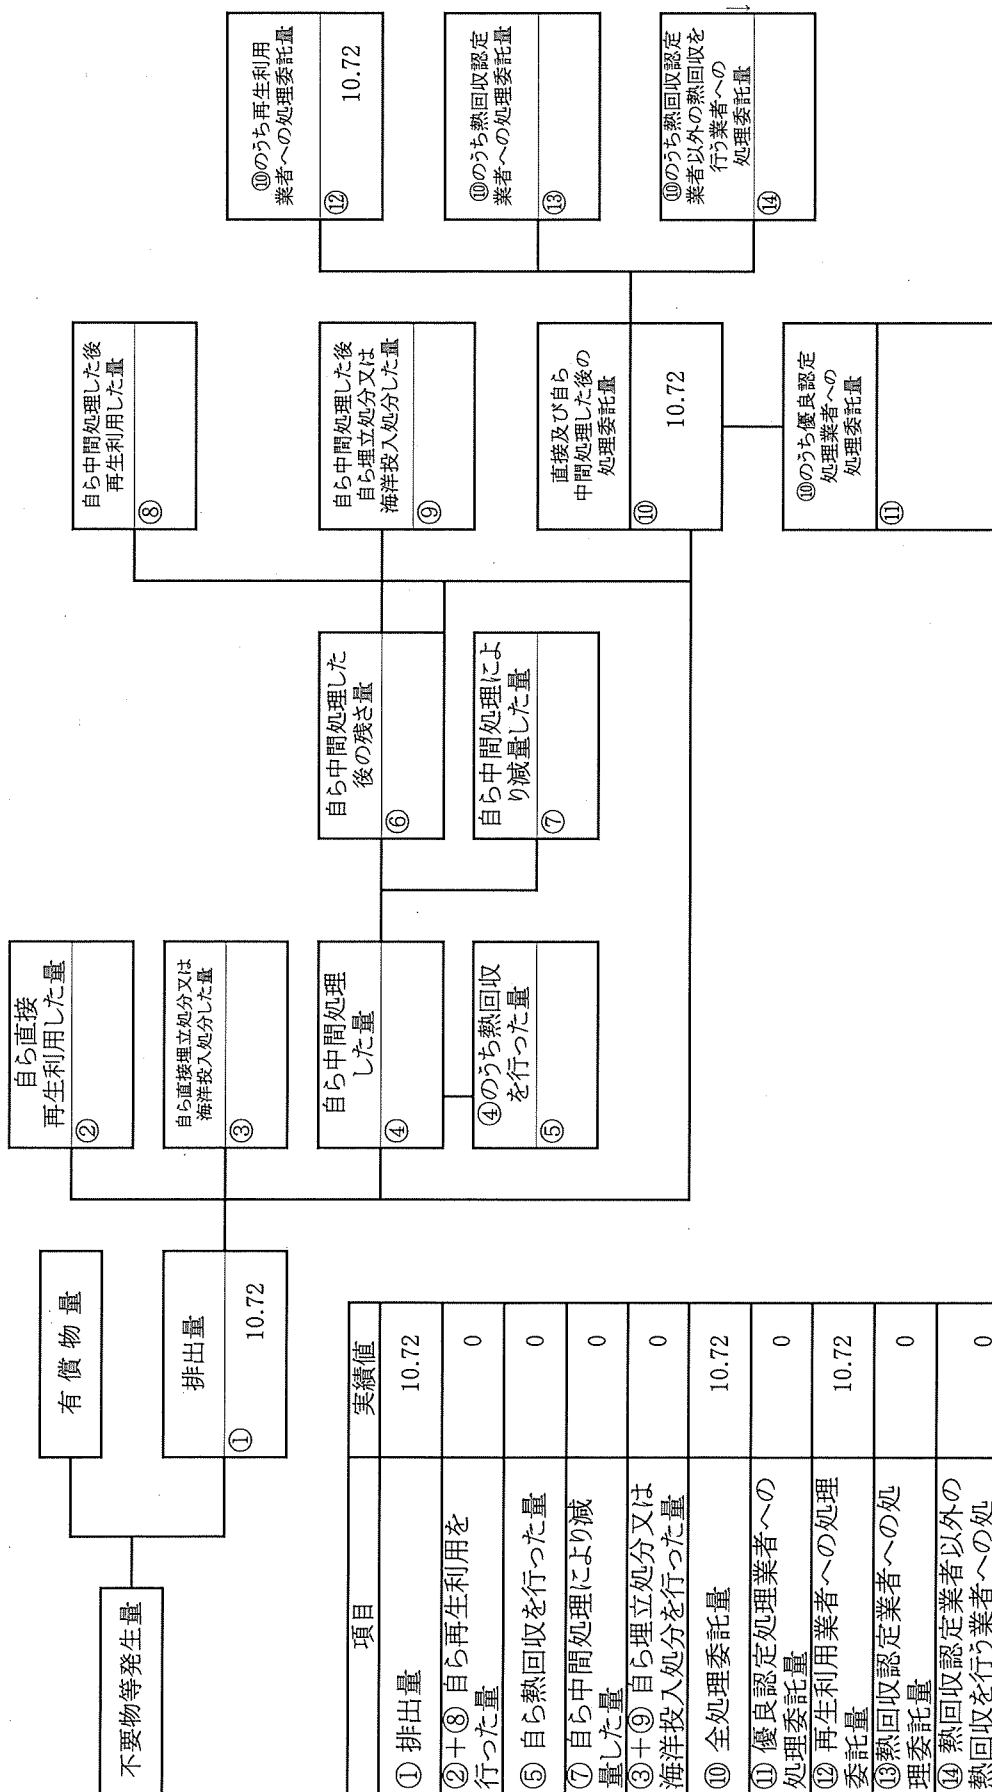 不要物等発生量
有償物量
排出量
①
10.72
自ら直接
再生利用した量
②
自ら直接埋立処分又は
海洋投入処分した量
③
自ら中間処理
した量
④
④のうち熱回収
を行った量
⑤
自ら中間処理した
後の残さ量
⑥
自ら中間処理によ
り減量した量
⑦
自ら中間処理した後
再生利用した量
⑧
自ら中間処理した後
自ら埋立処分又は
海洋投入処分した量
⑨
直接及び自ら
中間処理した後の
処理委託量
⑩
10.72
⑩のうち優良認定
処理業者への
処理委託量
⑪
⑩のうち再生利用
業者への処理委託量
⑫
10.72
⑩のうち熱回収認定
業者への処理委託量
⑬
⑩のうち熱回収認定
業者以外の熱回収を
行う業者への
処理委託量
⑭
項目 実績値
① 排出量 10.72
②+⑧ 自ら再生利用を
行った量 0
⑤ 自ら熱回収を行った量 0
⑦ 自ら中間処理により減
量した量 0
③+⑨ 自ら埋立処分又は
海洋投入処分を行った量 0
⑩ 全処理委託量 10.72
⑪ 優良認定処理業者への
処理委託量 0
⑫ 再生利用業者への処理
委託量 10.72
⑬熱回収認定業者への処
理委託量 0
⑭ 熱回収認定業者以外の
熱回収を行う業者への処 0